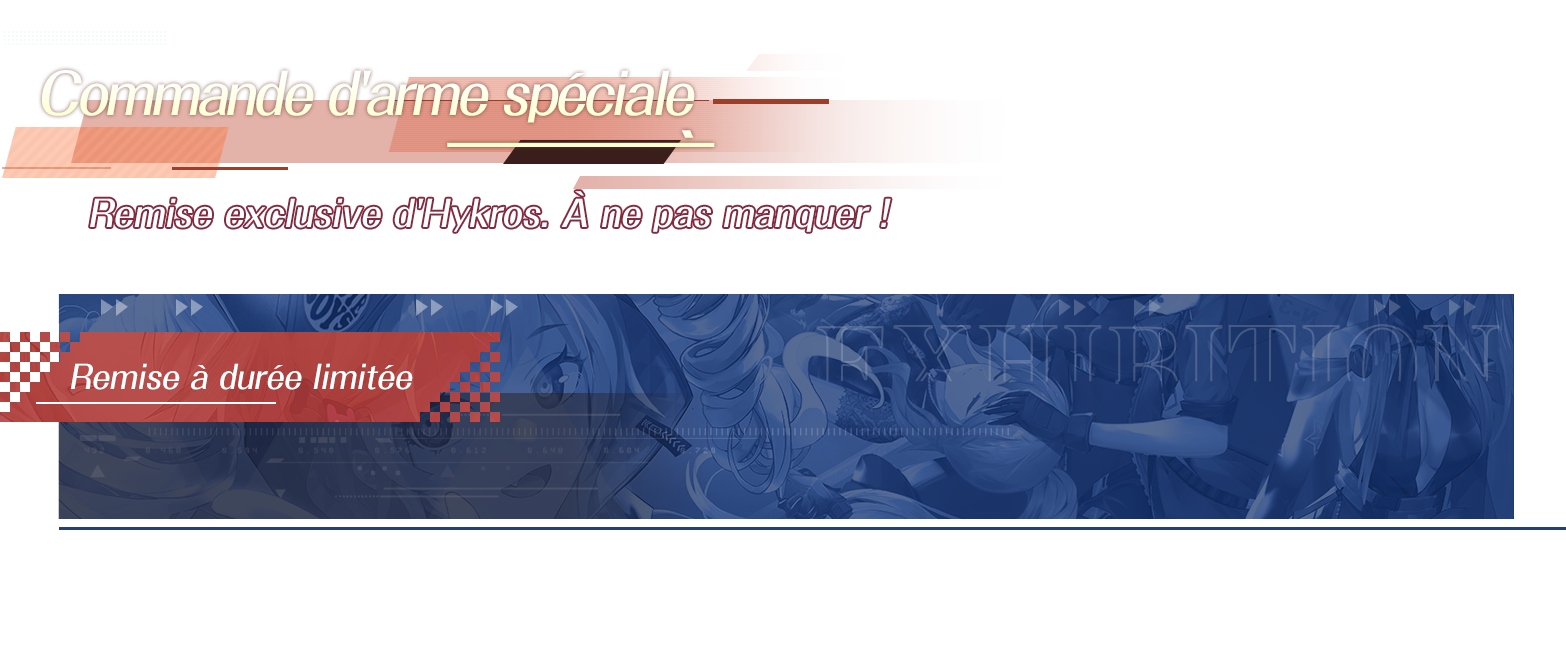 Commande d'arme spéciale
Remise exclusive d'Hykros. À ne pas manquer !
EXHIBITION
Remise à durée limitée